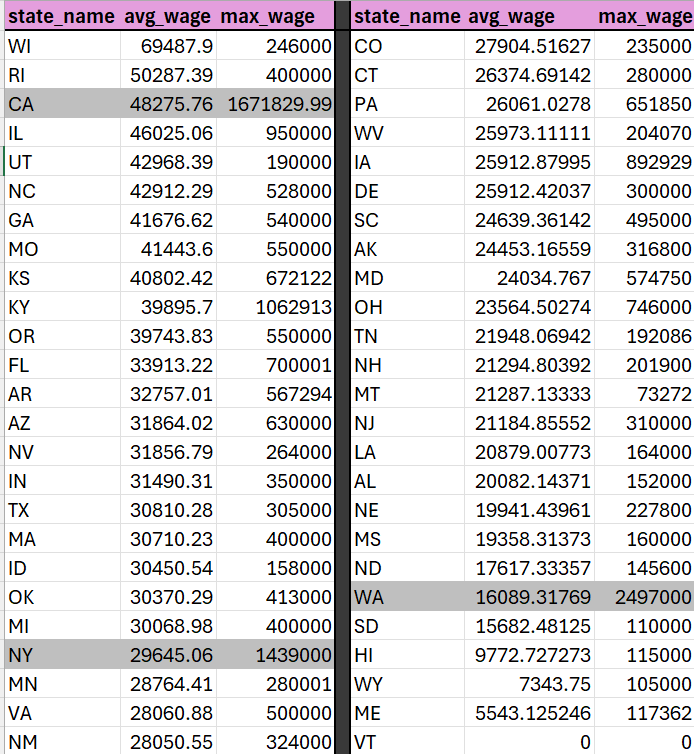 state_name avg_wage max_wage state_name avg_wage max_wage
WI 69487.9 246000 CO 27904.51627 235000
RI 50287.39 400000 CT 26374.69142 280000
CA 48275.76 1671829.99 PA 26061.0278 651850
IL 46025.06 950000 WV 25973.11111 204070
UT 42968.39 190000 IA 25912.87995 892929
NC 42912.29 528000 DE 25912.42037 300000
GA 41676.62 540000 SC 24639.36142 495000
MO 41443.6 550000 AK 24453.16559 316800
KS 40802.42 672122 MD 24034.767 574750
KY 39895.7 1062913 OH 23564.50274 746000
OR 39743.83 550000 TN 21948.06942 192086
FL 33913.22 700001 NH 21294.80392 201900
AR 32757.01 567294 MT 21287.13333 73272
AZ 31864.02 630000 NJ 21184.85552 310000
NV 31856.79 264000 LA 20879.00773 164000
IN 31490.31 350000 AL 20082.14371 152000
TX 30810.28 305000 NE 19941.43961 227800
MA 30710.23 400000 MS 19358.31373 160000
ID 30450.54 158000 ND 17617.33357 145600
OK 30370.29 413000 WA 16089.31769 2497000
MI 30068.98 400000 SD 15682.48125 110000
NY 29645.06 1439000 HI 9772.727273 115000
MN 28764.41 280001 WY 7343.75 105000
VA 28060.88 500000 ME 5543.125246 117362
NM 28050.55 324000 VT 0 0